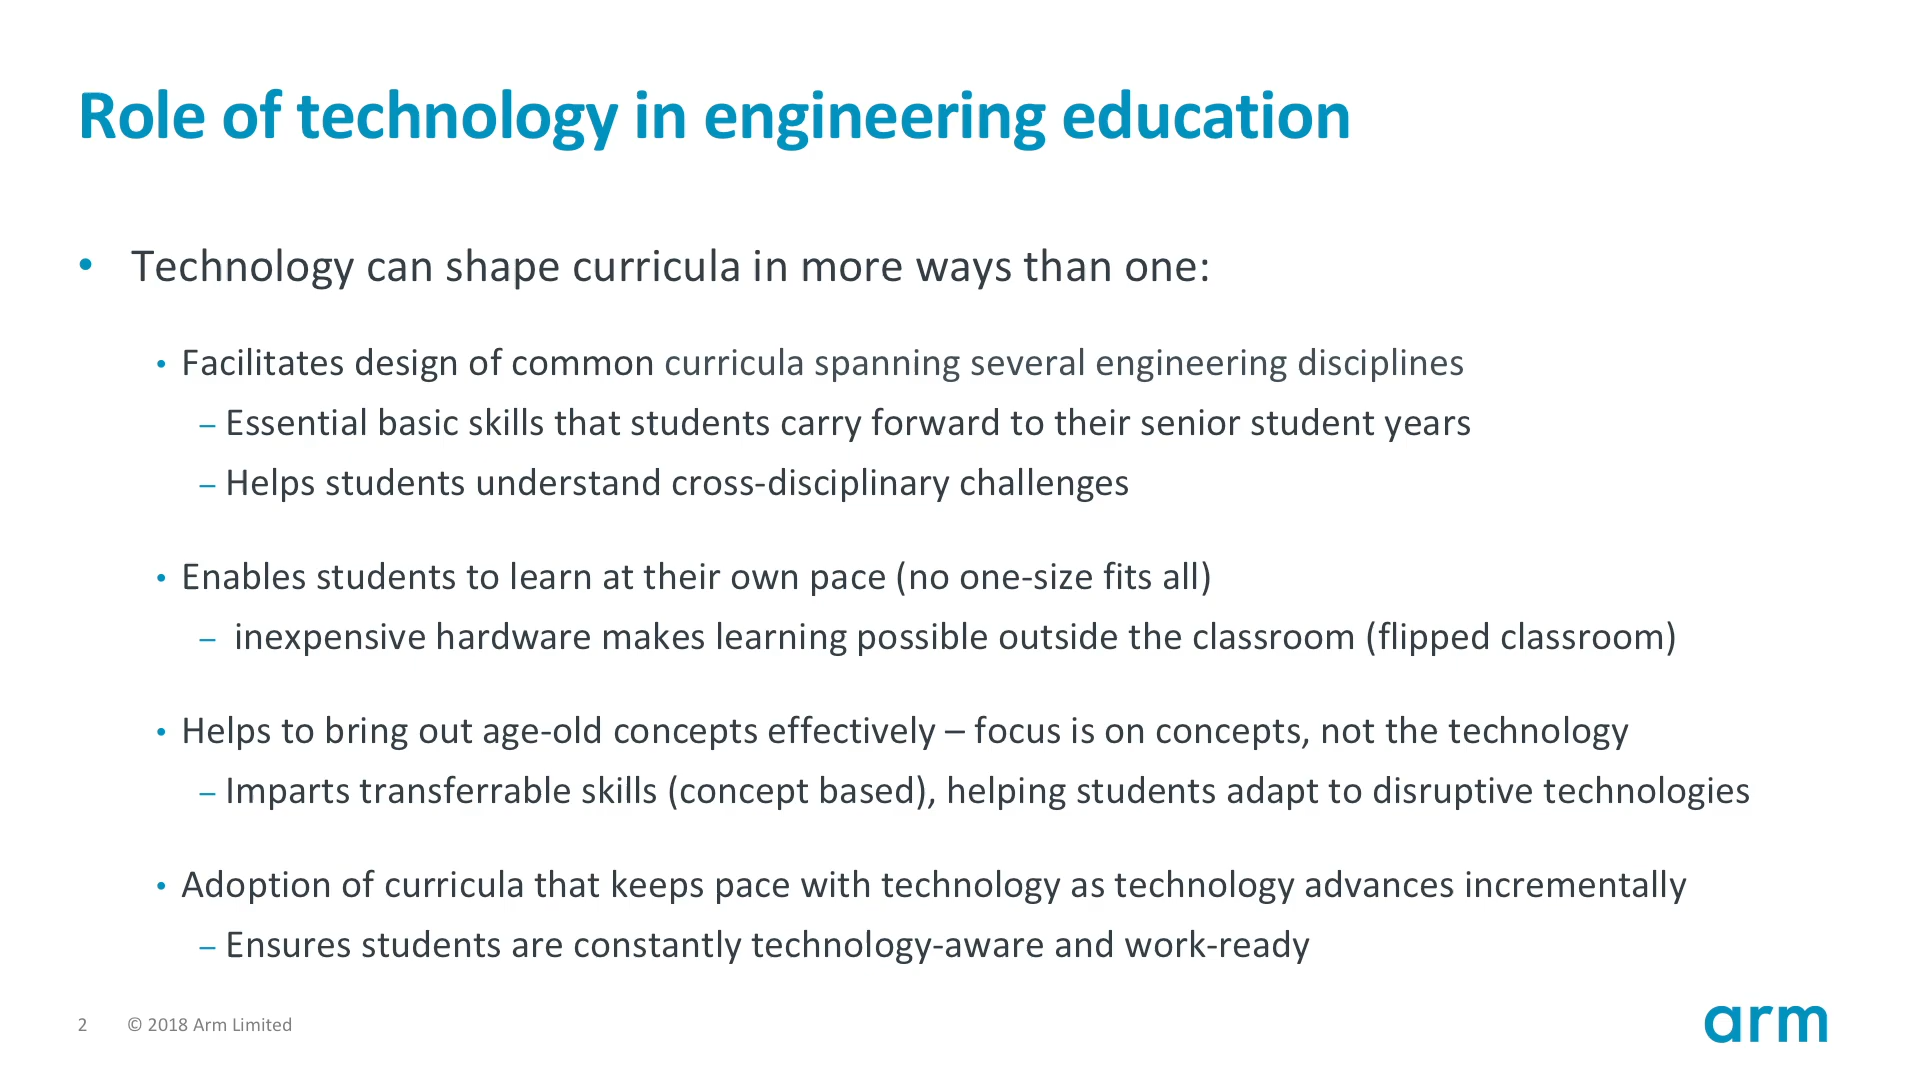 Role of technology in engineering education
• Technology can shape curricula in more ways than one:
• Facilitates design of common curricula spanning several engineering disciplines
– Essential basic skills that students carry forward to their senior student years
– Helps students understand cross-disciplinary challenges
• Enables students to learn at their own pace (no one-size fits all)
– inexpensive hardware makes learning possible outside the classroom (flipped classroom)
• Helps to bring out age-old concepts effectively – focus is on concepts, not the technology
– Imparts transferrable skills (concept based), helping students adapt to disruptive technologies
• Adoption of curricula that keeps pace with technology as technology advances incrementally
– Ensures students are constantly technology-aware and work-ready
2 © 2018 Arm Limited
arm